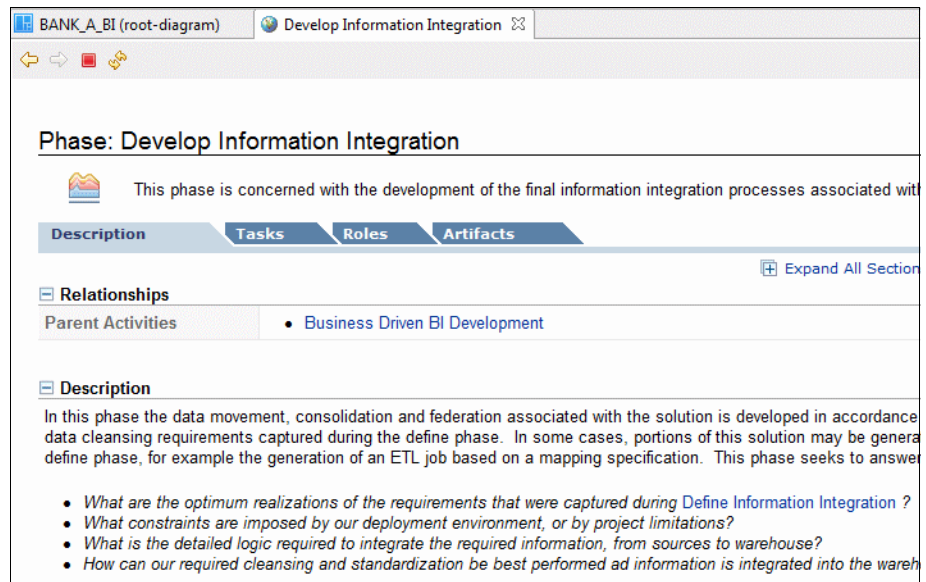 BANK_A_BI (root-diagram) Develop Information Integration
Phase: Develop Information Integration
This phase is concerned with the development of the final information integration processes associated with
Description Tasks Roles Artifacts
Expand All Section
Relationships
Parent Activities • Business Driven BI Development
Description
In this phase the data movement, consolidation and federation associated with the solution is developed in accordance
data cleansing requirements captured during the define phase. In some cases, portions of this solution may be genera
define phase, for example the generation of an ETL job based on a mapping specification. This phase seeks to answer
• What are the optimum realizations of the requirements that were captured during Define Information Integration ?
• What constraints are imposed by our deployment environment, or by project limitations?
• What is the detailed logic required to integrate the required information, from sources to warehouse?
• How can our required cleansing and standardization be best performed ad information is integrated into the wareh